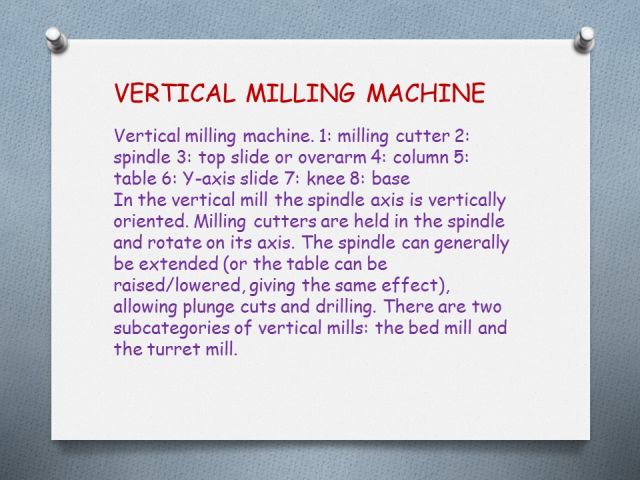 VERTICAL MILLING MACHINE
Vertical milling machine. 1: milling cutter 2:
spindle 3: top slide or overarm 4: column 5:
table 6: Y-axis slide 7: knee 8: base
In the vertical mill the spindle axis is vertically
oriented. Milling cutters are held in the spindle
and rotate on its axis. The spindle can generally
be extended (or the table can be
raised/lowered, giving the same effect),
allowing plunge cuts and drilling. There are two
subcategories of vertical mills: the bed mill and
the turret mill.